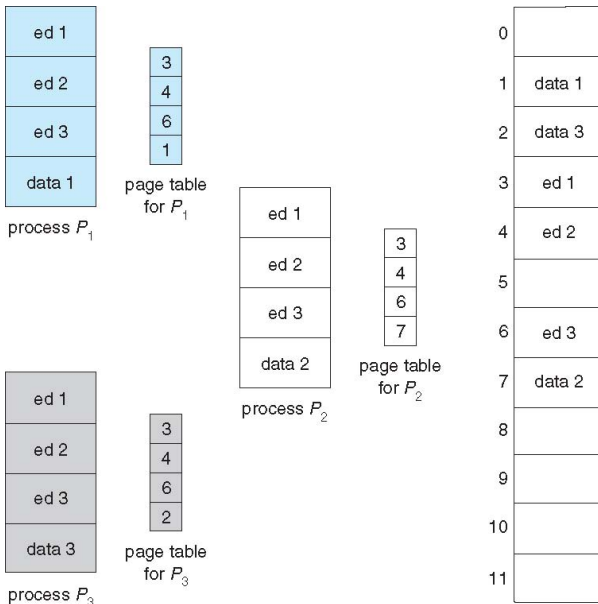 ed 1
ed 2
ed 3
data 1
process P1
3
4
6
1
page table
for P1
ed 1
ed 2
ed 3
data 2
process P2
3
4
6
7
page table
for P2
ed 1
ed 2
ed 3
data 3
process P3
3
4
6
2
page table
for P3
0
1 data 1
2 data 3
3 ed 1
4 ed 2
5
6 ed 3
7 data 2
8
9
10
11